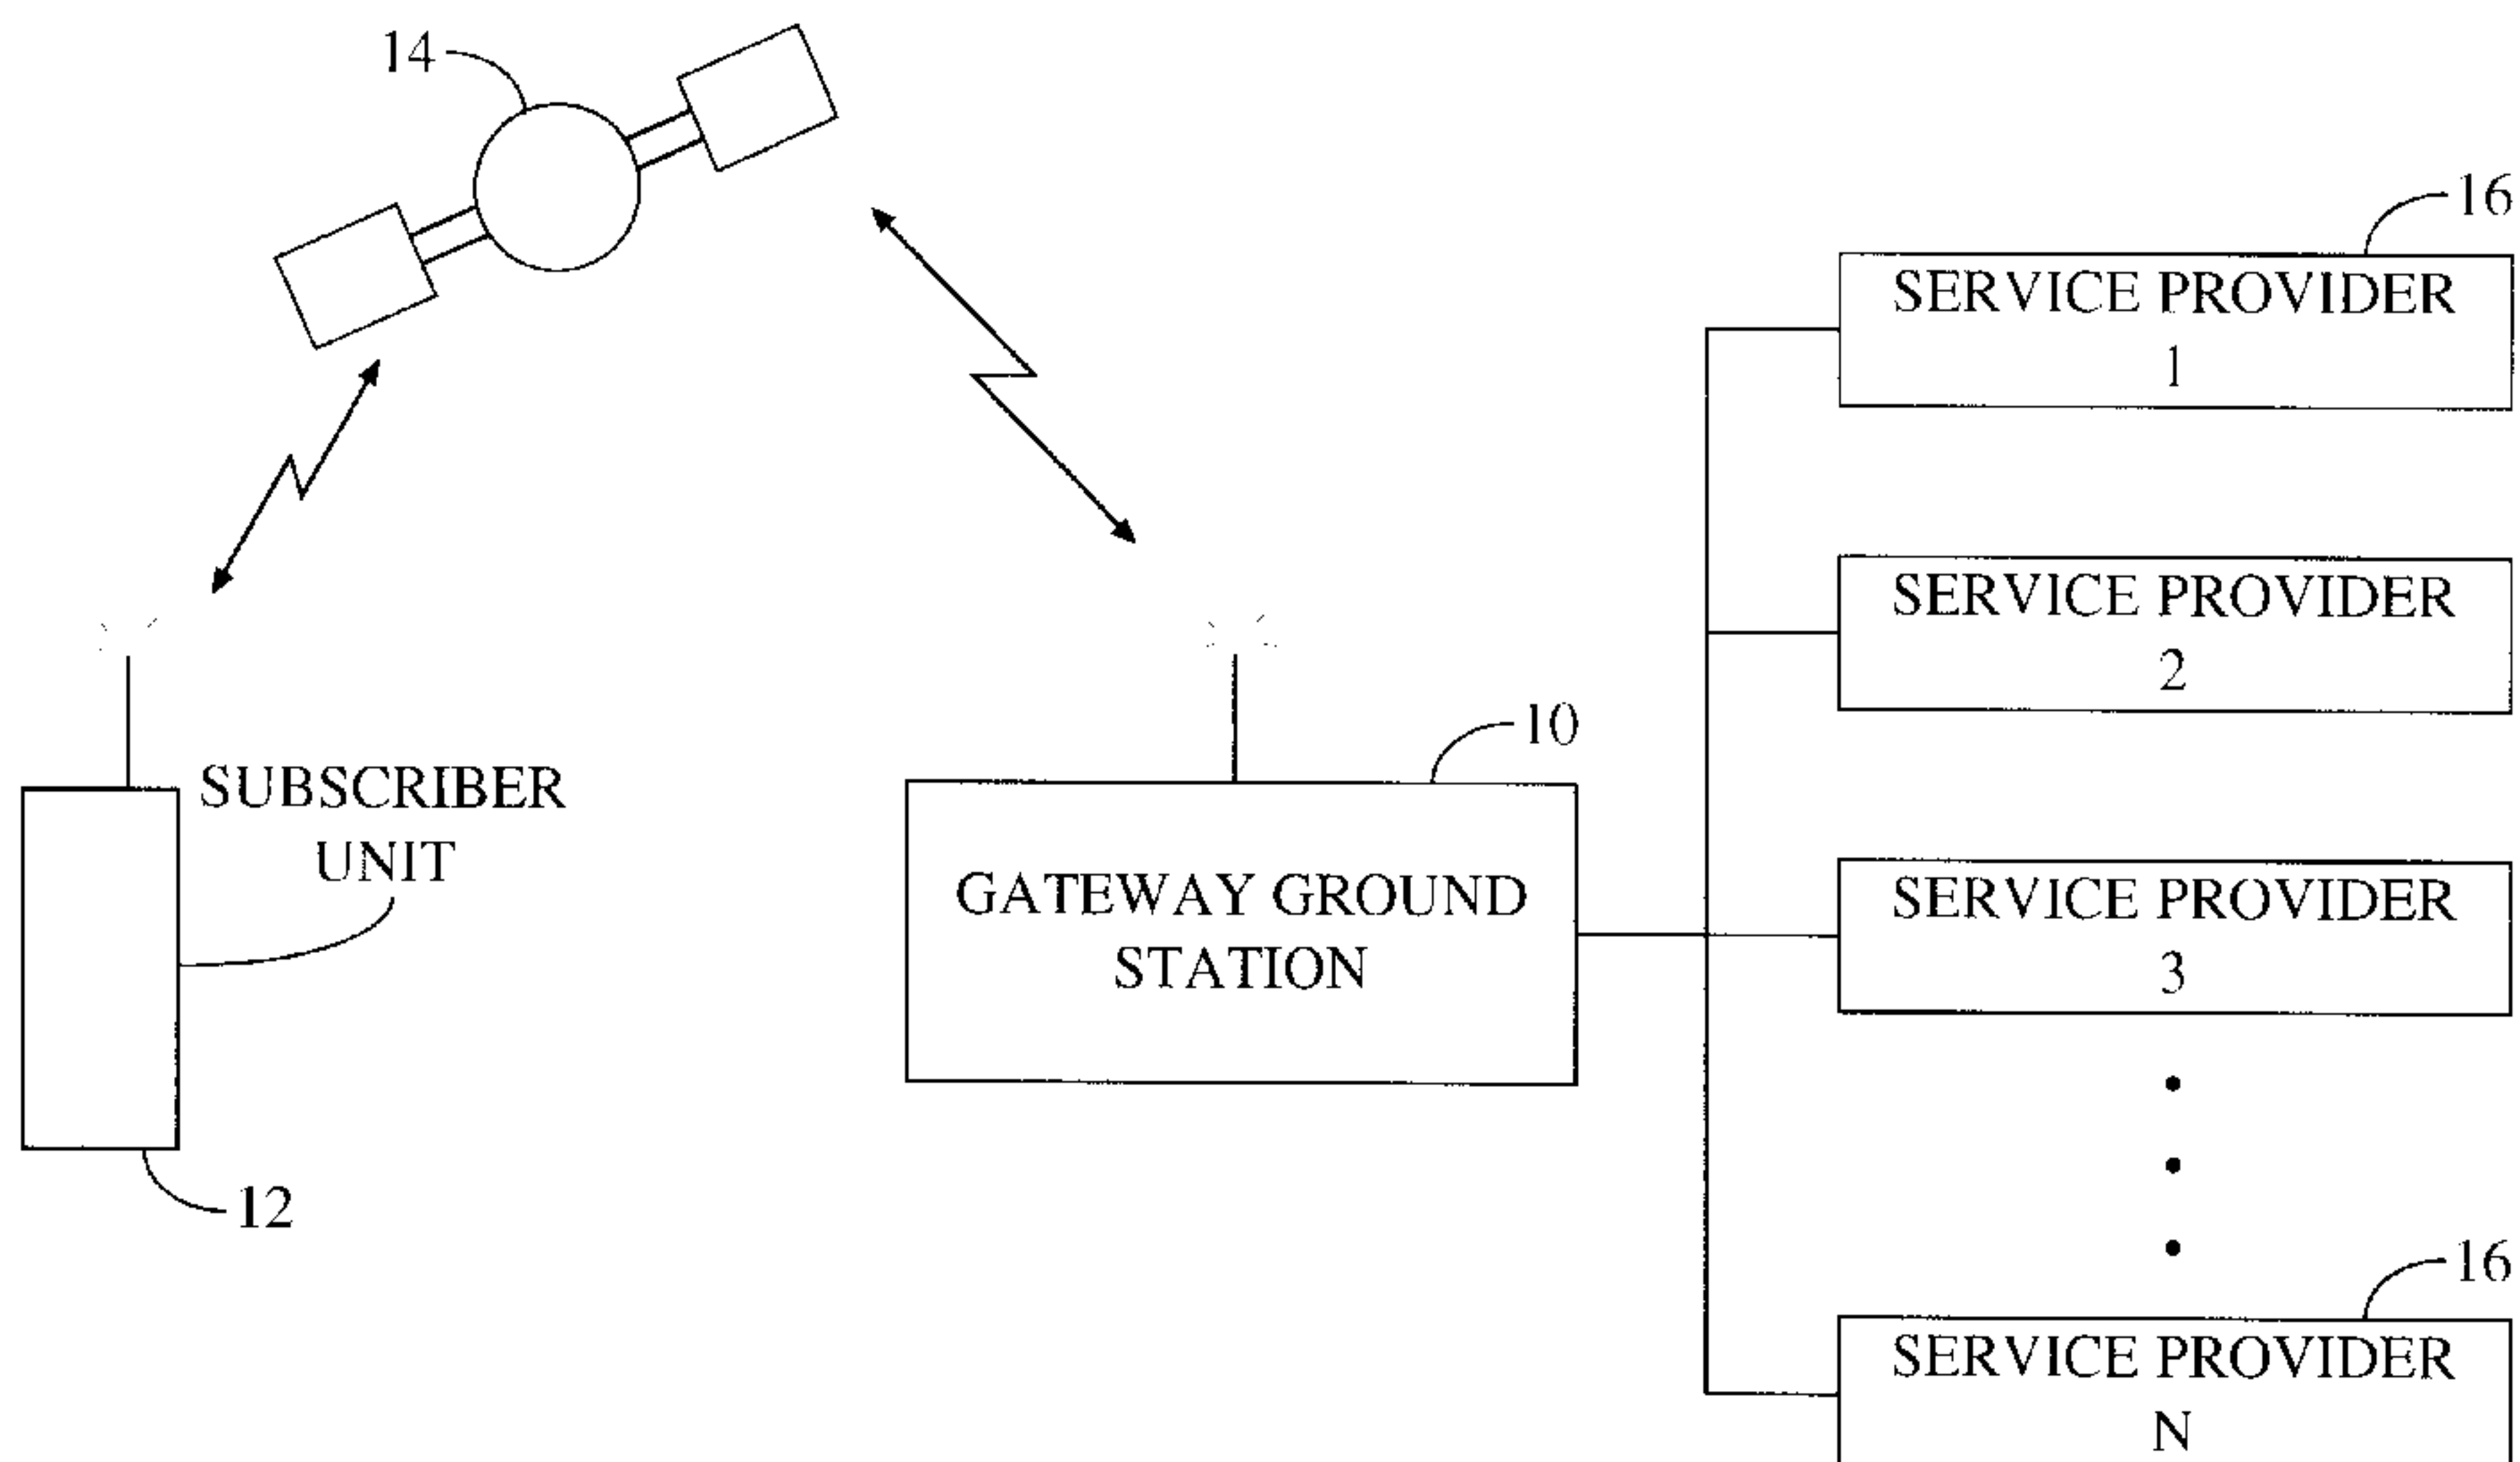 14
16
SERVICE PROVIDER
1
SERVICE PROVIDER
2
10
SUBSCRIBER
UNIT
GATEWAY GROUND
STATION
SERVICE PROVIDER
3
12
16
SERVICE PROVIDER
N